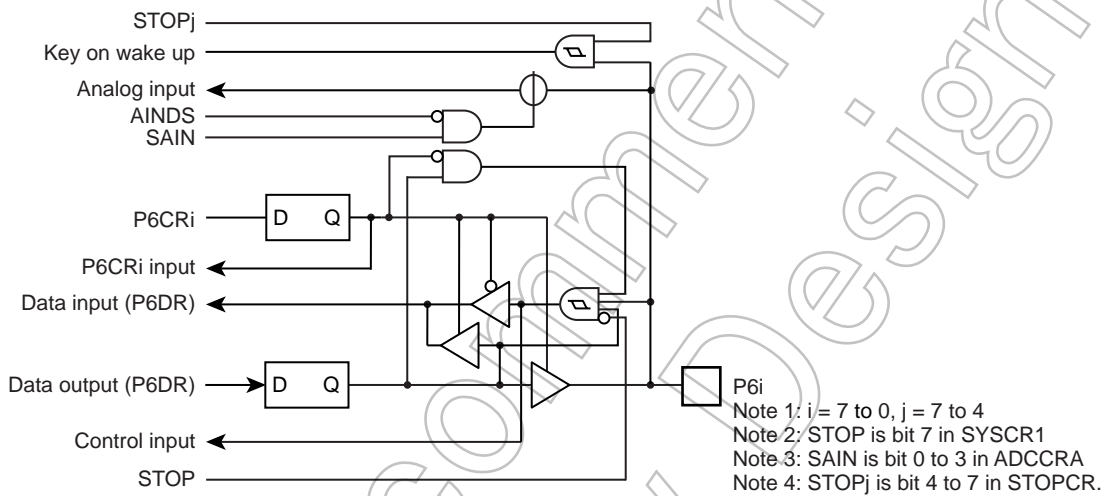 STOPj
Key on wake up
Analog input
AINDS
SAIN
P6CRi
D Q
P6CRi input
Data input (P6DR)
Data output (P6DR)
D Q
P6i
Note 1: i = 7 to 0, j = 7 to 4
Note 2: STOP is bit 7 in SYSCR1
Note 3: SAIN is bit 0 to 3 in ADCCRA
Note 4: STOPj is bit 4 to 7 in STOPCR.
Control input
STOP